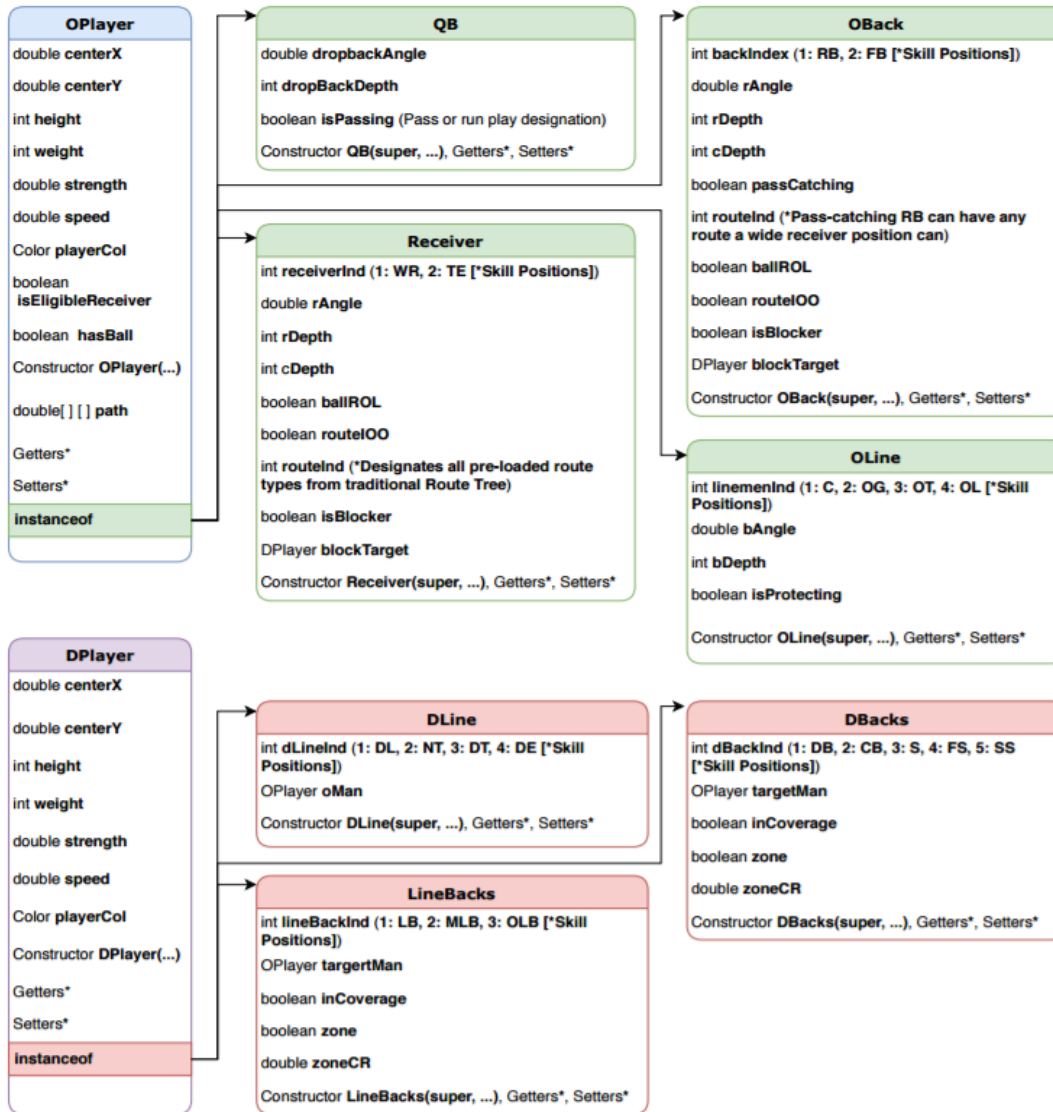 OPlayer
double centerX
double centerY
int height
int weight
double strength
double speed
Color playerCol
boolean
isEligibleReceiver
boolean hasBall
Constructor OPlayer(...)
double[ ] [ ] path
Getters*
Setters*
instanceof
QB
double dropbackAngle
int dropBackDepth
boolean isPassing (Pass or run play designation)
Constructor QB(super, ...), Getters*, Setters*
Receiver
int receiverInd (1: WR, 2: TE [*Skill Positions])
double rAngle
int rDepth
int cDepth
boolean ballROL
boolean routeIOO
int routeInd (*Designates all pre-loaded route
types from traditional Route Tree)
boolean isBlocker
DPlayer blockTarget
Constructor Receiver(super, ...), Getters*, Setters*
OBack
int backIndex (1: RB, 2: FB [*Skill Positions])
double rAngle
int rDepth
int cDepth
boolean passCatching
int routeInd (*Pass-catching RB can have any
route a wide receiver position can)
boolean ballROL
boolean routeIOO
boolean isBlocker
DPlayer blockTarget
Constructor OBack(super, ...), Getters*, Setters*
OLine
int linemenInd (1: C, 2: OG, 3: OT, 4: OL [*Skill
Positions])
double bAngle
int bDepth
boolean isProtecting
Constructor OLine(super, ...), Getters*, Setters*
DPlayer
double centerX
double centerY
int height
int weight
double strength
double speed
Color playerCol
Constructor DPlayer(...)
Getters*
Setters*
instanceof
DLine
int dLineInd (1: DL, 2: NT, 3: DT, 4: DE [*Skill
Positions])
OPlayer oMan
Constructor DLine(super, ...), Getters*, Setters*
LineBacks
int lineBackInd (1: LB, 2: MLB, 3: OLB [*Skill
Positions])
OPlayer targertMan
boolean inCoverage
boolean zone
double zoneCR
Constructor LineBacks(super, ...), Getters*, Setters*
DBacks
int dBackInd (1: DB, 2: CB, 3: S, 4: FS, 5: SS
[*Skill Positions])
OPlayer targetMan
boolean inCoverage
boolean zone
double zoneCR
Constructor DBacks(super, ...), Getters*, Setters*